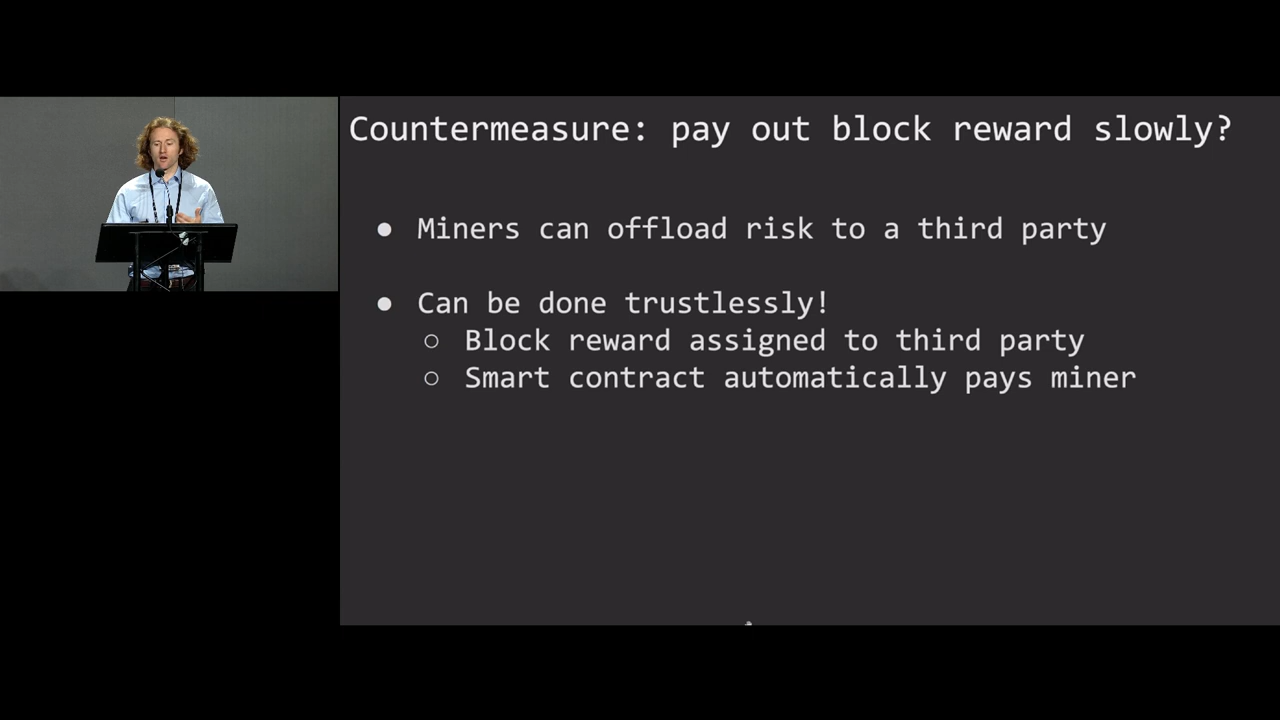 Countermeasure: pay out block reward slowly?
● Miners can offload risk to a third party
● Can be done trustlessly!
○ Block reward assigned to third party
○ Smart contract automatically pays miner